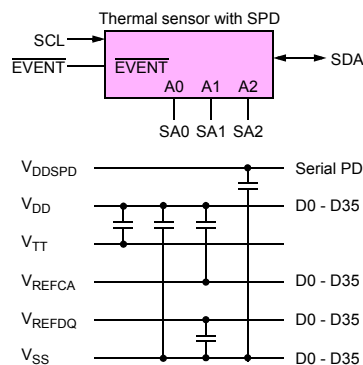 Thermal sensor with SPD
SCL
EVENT
EVENT
SDA
A0 A1 A2
SA0 SA1 SA2
VDDSPD Serial PD
VDD D0 - D35
VTT
VREFCA D0 - D35
VREFDQ D0 - D35
VSS D0 - D35